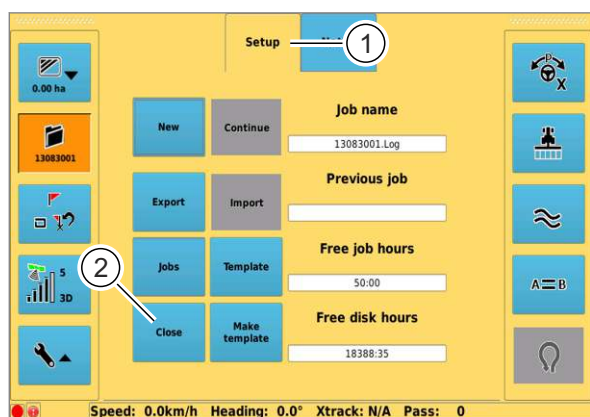 Setup
1
0.00 ha
13083001
5
3D
New
Continue
Job name
13083001.Log
Export
Import
Previous job
Jobs
Template
Free job hours
50:00
2
Close
Make
template
Free disk hours
18388:35
P
X
A=B
Speed: 0.0km/h Heading: 0.0° Xtrack: N/A Pass: 0